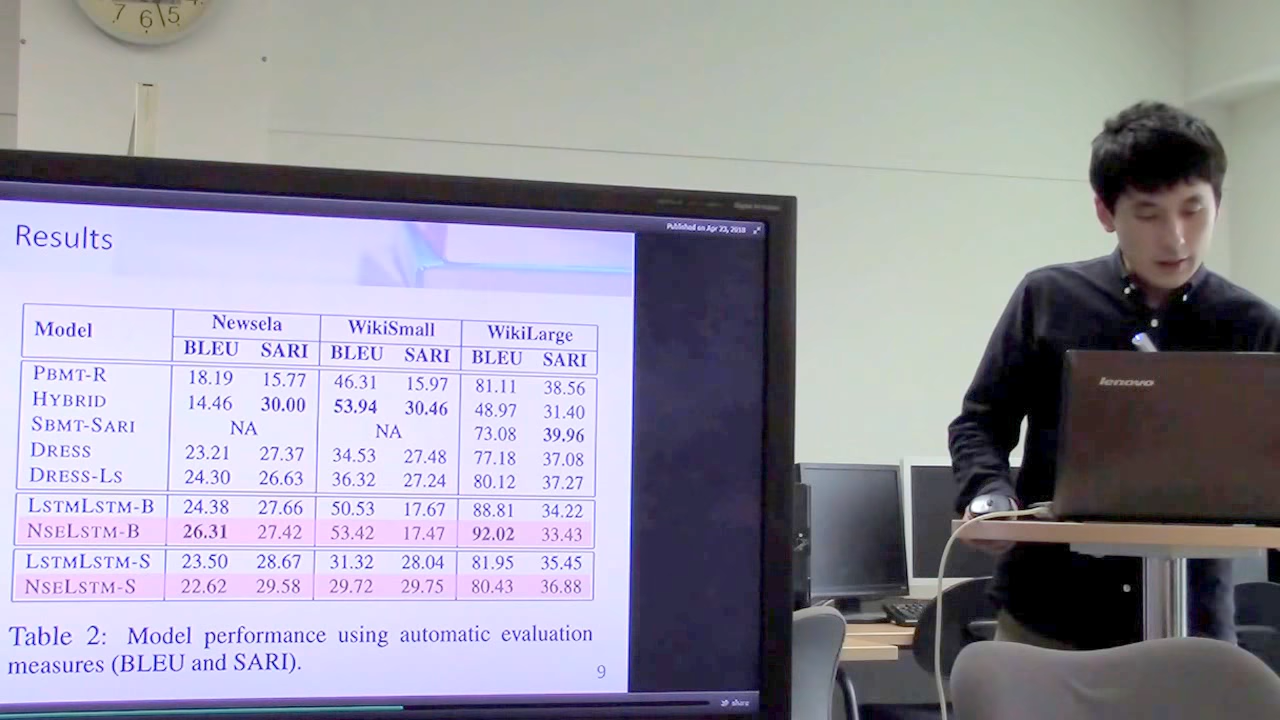 7 6 5
Published on Apr 23, 2018
Results
Model Newsela WikiSmall WikiLarge
BLEU SARI BLEU SARI BLEU SARI
PBMT-R 18.19 15.77 46.31 15.97 81.11 38.56
HYBRID 14.46 30.00 53.94 30.46 48.97 31.40
SBMT-SARI NA NA 73.08 39.96
DRESS 23.21 27.37 34.53 27.48 77.18 37.08
DRESS-LS 24.30 26.63 36.32 27.24 80.12 37.27
LSTMLSTM-B 24.38 27.66 50.53 17.67 88.81 34.22
NSELSTM-B 26.31 27.42 53.42 17.47 92.02 33.43
LSTMLSTM-S 23.50 28.67 31.32 28.04 81.95 35.45
NSELSTM-S 22.62 29.58 29.72 29.75 80.43 36.88
Table 2: Model performance using automatic evaluation
measures (BLEU and SARI).
9
share
lenovo